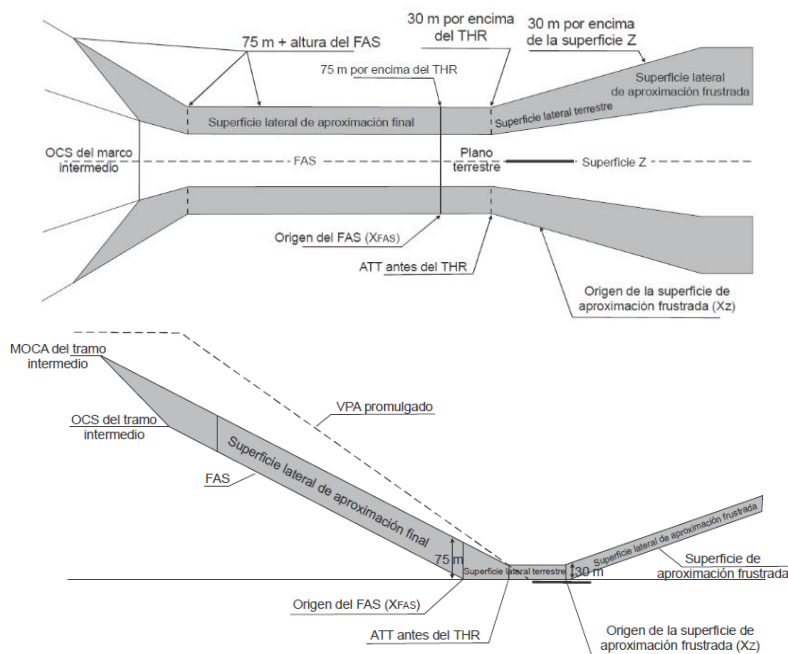 75 m + altura del FAS
30 m por encima
del THR
30 m por encima
de la superficie Z
75 m por encima del THR
Superficie lateral
de aproximación frustrada
Superficie lateral de aproximación final
Superficie lateral terrestre
OCS del marco
intermedio
FAS
Plano
terrestre
Superficie Z
Origen del FAS (XFAS)
ATT antes del THR
Origen de la superficie de
aproximación frustrada (Xz)
MOCA del tramo
intermedio
VPA promulgado
OCS del tramo
intermedio
Superficie lateral de aproximación final
FAS
Superficie lateral de aproximación frustrada
75 m
Superficie lateral terrestre
30 m
Superficie de
aproximación frustrada
Origen del FAS (XFAS)
ATT antes del THR
Origen de la superficie de
aproximación frustrada (Xz)